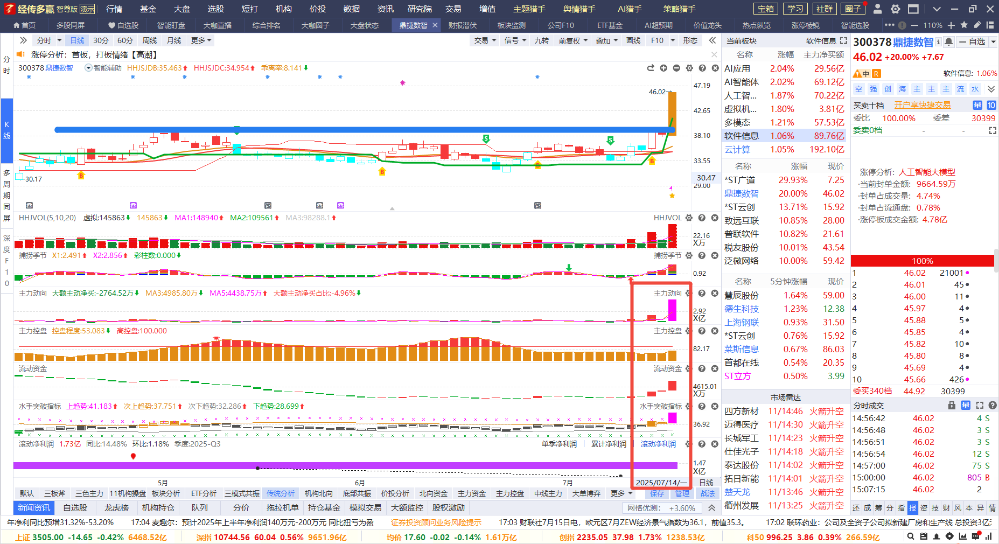 经传多赢 智尊版 演示 行情 基金 大盘 选股 短打 机构 价投 数据 资讯 研究院 交易 增值 主题猎手 舆情猎手 AI猎手 策略猎手 宝箱 学习 社群 圈子
首页 多股同屏 自选股 智能盯盘 大咖直播 综合排名 大咖圈子 大盘状态 鼎捷数智 财报潜伏 板块监测 公司F10 ETF基金 AI超预期 价值龙头 热点纵览 涨停棱镜 智能选股 110%
分时 日线 30分 60分 周线 月线 更多 交易 信号 九转 前复权 叠加 画线 F10 形态
涨停分析：首板，打板情绪【高潮】
300378 鼎捷数智 智能辅助 HHJSJDB:35.463 HHJSJDC:34.954 乖离率:8.141
分时
K线
多周期同屏
深度F10
46.02→
47.19
42.65
38.10
33.55
30.47
29.00
←30.17
B B B B S S
HHJVOL(5,10,20) 虚拟:145863 145863 MA1:148940 MA2:109561 MA3:98288.1 HHJVOL
22.16
X万
捕捞季节 X1:2.491 X2:2.856 彩柱数:0.000 捕捞季节
0.92
主力动向 大额主动净买:-2764.52万 MA3:4985.80万 MA5:4438.75万 大额主动净买占比:-4.96% 主力动向
2.92
X亿
主力控盘 控盘程度:53.083 高控盘:100.000 主力控盘
82.17
流动资金 流动资金
4615.01
X万
水手突破指标 上趋势:41.183 次上趋势:37.751 次下趋势:32.286 下趋势:28.699 水手突破指标
36.92
滚动净利润 1.73亿 同比:14.48% 环比:1.18% 季度:2025-Q3 单季净利润 累计净利润 滚动净利润
1.47
X亿
5月 6月 7月 2025/07/14/一 日线
默认 三板斧 三色主力 11机构操盘 板块分析 ETF分析 三模式共振 传统分析 机构北向 底部共振 价投分析 北向资金 主力资金 主力控盘 中线主力 大单博弈 更多 保存 管理 战法
新闻资讯 自选股 龙虎榜 机构持仓 队列 分价 拖拉机单 持仓基金 模拟交易 大额监控 股权激励 网格优测： +3.60%
当前板块 软件信息
名称 涨幅 主力净买额
AI应用 2.04% 29.56亿
AI智能体 2.02% 69.12亿
人工智... 1.87% 70.22亿
虚拟机... 1.80% 3.81亿
多模态 1.21% 57.53亿
软件信息 1.06% 89.76亿
云计算 1.05% 192.10亿
名称 涨幅 现价
*ST广道 29.93% 7.25
鼎捷数智 20.00% 46.02
*ST云创 13.71% 15.92
致远互联 10.85% 28.00
普联软件 10.82% 21.61
税友股份 10.01% 43.54
泛微网络 10.00% 59.42
名称 5分钟涨幅 现价
慧辰股份 1.64% 59.00
德生科技 1.23% 12.38
上海钢联 0.93% 31.50
*ST云创 0.76% 15.92
莱斯信息 0.67% 86.03
首都在线 0.54% 20.35
ST立方 0.50% 3.99
市场雷达
四方新材 11/14:46 火箭升空
迈得医疗 11/14:30 火箭升空
长城军工 11/14:23 火箭升空
仕佳光子 11/14:18 火箭升空
泰达股份 11/14:02 火箭升空
拓日新能 11/14:01 火箭升空
楚天龙 11/13:46 火箭升空
衢州发展 11/13:25 火箭升空
300378 鼎捷数智 自选
46.02 +20.00% +7.67
中 R 软件信息: 1.06%
空 强 创 海 主 主 主 流 水
买卖十档 开户享快捷交易 量 10
委比 100.00% 委差 30399
委卖0档 - -
涨停分析: 人工智能大模型
·当前封单金额: 9664.59万
·封单占成交量: 4.74%
·封单占流通盘: 0.78%
·涨停板成交金额: 4.78亿
100%
1 46.02 21001
2 46.01 45
3 46.00 11
4 45.97 4
5 45.88 5
6 45.85 4
7 45.82 10
8 45.80 8
9 45.69 4
10 45.66 426
委买340档 44.92 30399
分时成交 量
14:56:42 46.02 4 S
14:56:48 46.02 3 S
14:56:51 46.02 3 S
14:56:54 46.02 12 S
14:57:00 46.02 75 S
15:00:00 46.02 805 B
15:07:15 46.02 2
还 成 筹 分 指 报 资 技 财 风 本 异 情
年净利同比预增31.32%-53.20% 17:04 麦趣尔：预计2025年上半年净利润140万元-200万元 同比扭亏为盈 证券投资顾问业务风险提示 17:03 财联社7月15日电，欧元区7月ZEW经济景气指数为36.1，前值35.3。 17:02 联环药业：公司及全资子公司拟新建厂房和生产线 总投资3亿
上证 3505.00 -14.65 -0.42% 6468.52亿 深指 10744.56 60.04 0.56% 9651.96亿 均价 17.60 -0.02 -0.14% 1.61万亿 创指 2235.05 37.98 1.73% 1238.53亿 科50 996.25 3.86 0.39% 266.59亿